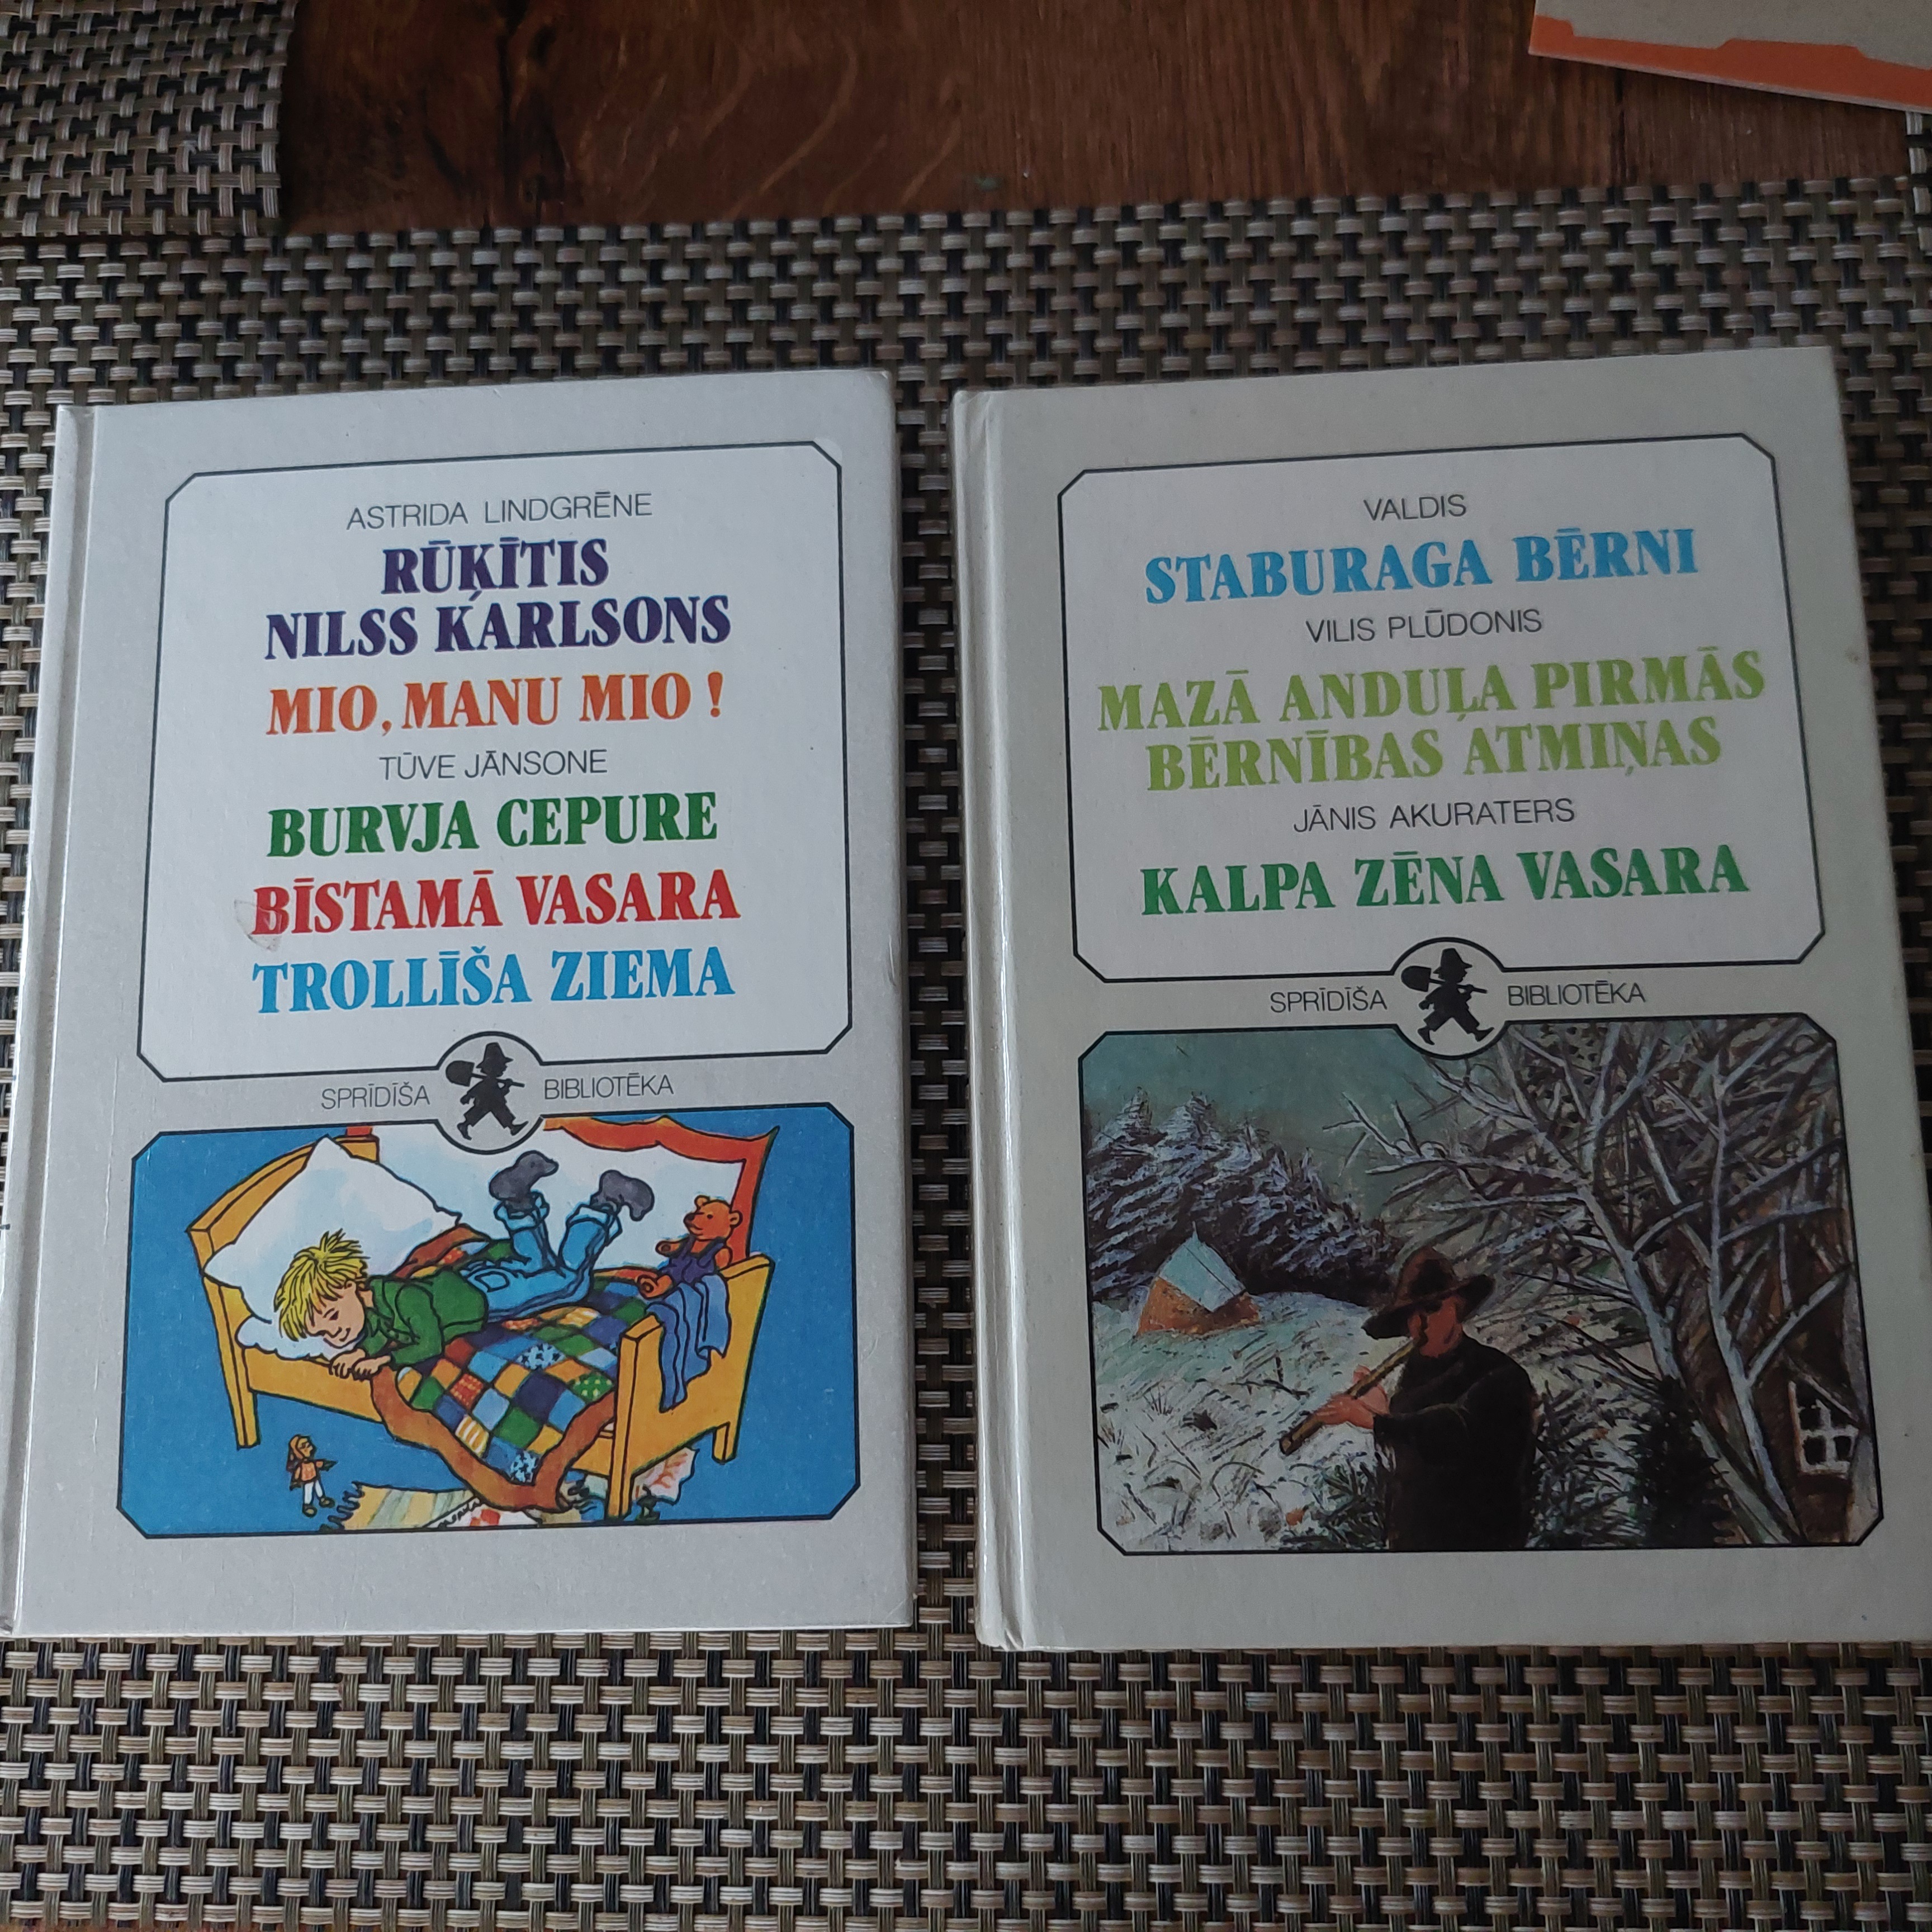 ASTRIDA LINDGRĒNE
RŪĶĪTIS
NILSS KARLSONS
MIO, MANU MIO !
TŪVE JĀNSONE
BURVJA CEPURE
BĪSTAMĀ VASARA
TROLLĪŠA ZIEMA
SPRĪDĪŠA BIBLIOTĒKA
VALDIS
STABURAGA BĒRNI
VILIS PLŪDONIS
MAZĀ ANDUĻA PIRMĀS
BĒRNĪBAS ATMIŅAS
JĀNIS AKURATERS
KALPA ZĒNA VASARA
SPRĪDĪŠA BIBLIOTĒKA